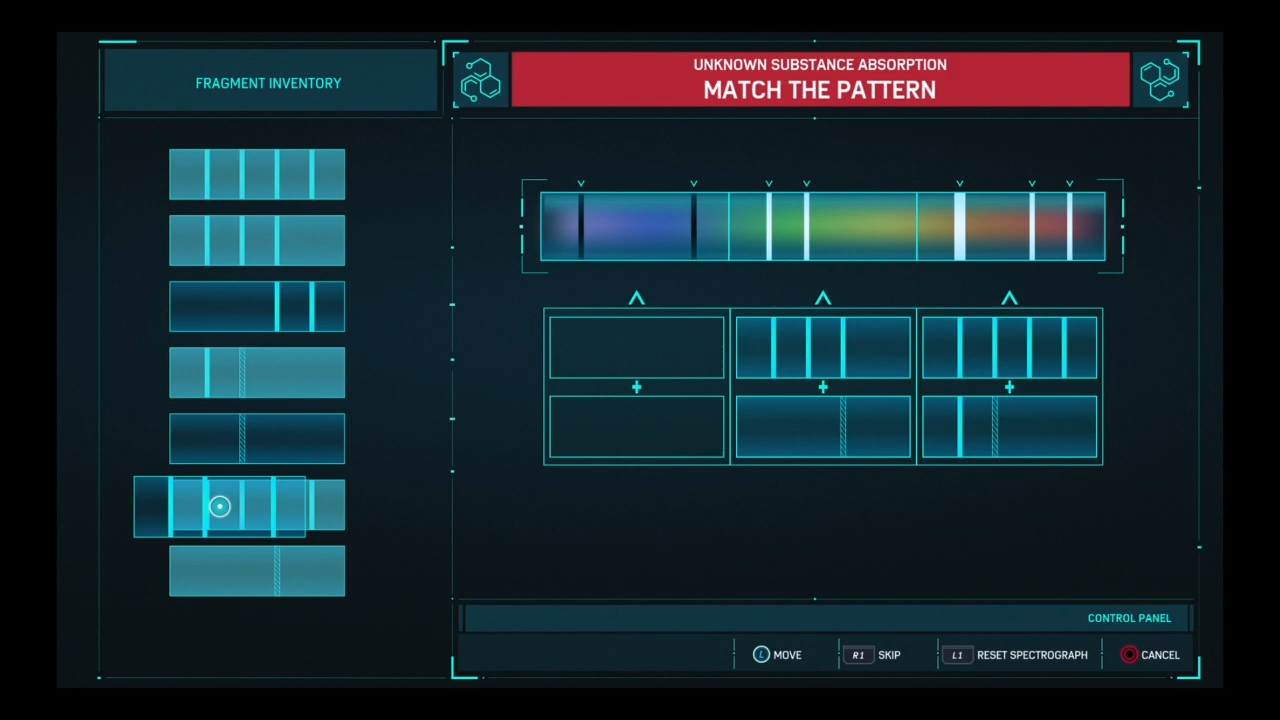 FRAGMENT INVENTORY
UNKNOWN SUBSTANCE ABSORPTION
MATCH THE PATTERN
CONTROL PANEL
L MOVE
R1 SKIP
L1 RESET SPECTROGRAPH
CANCEL